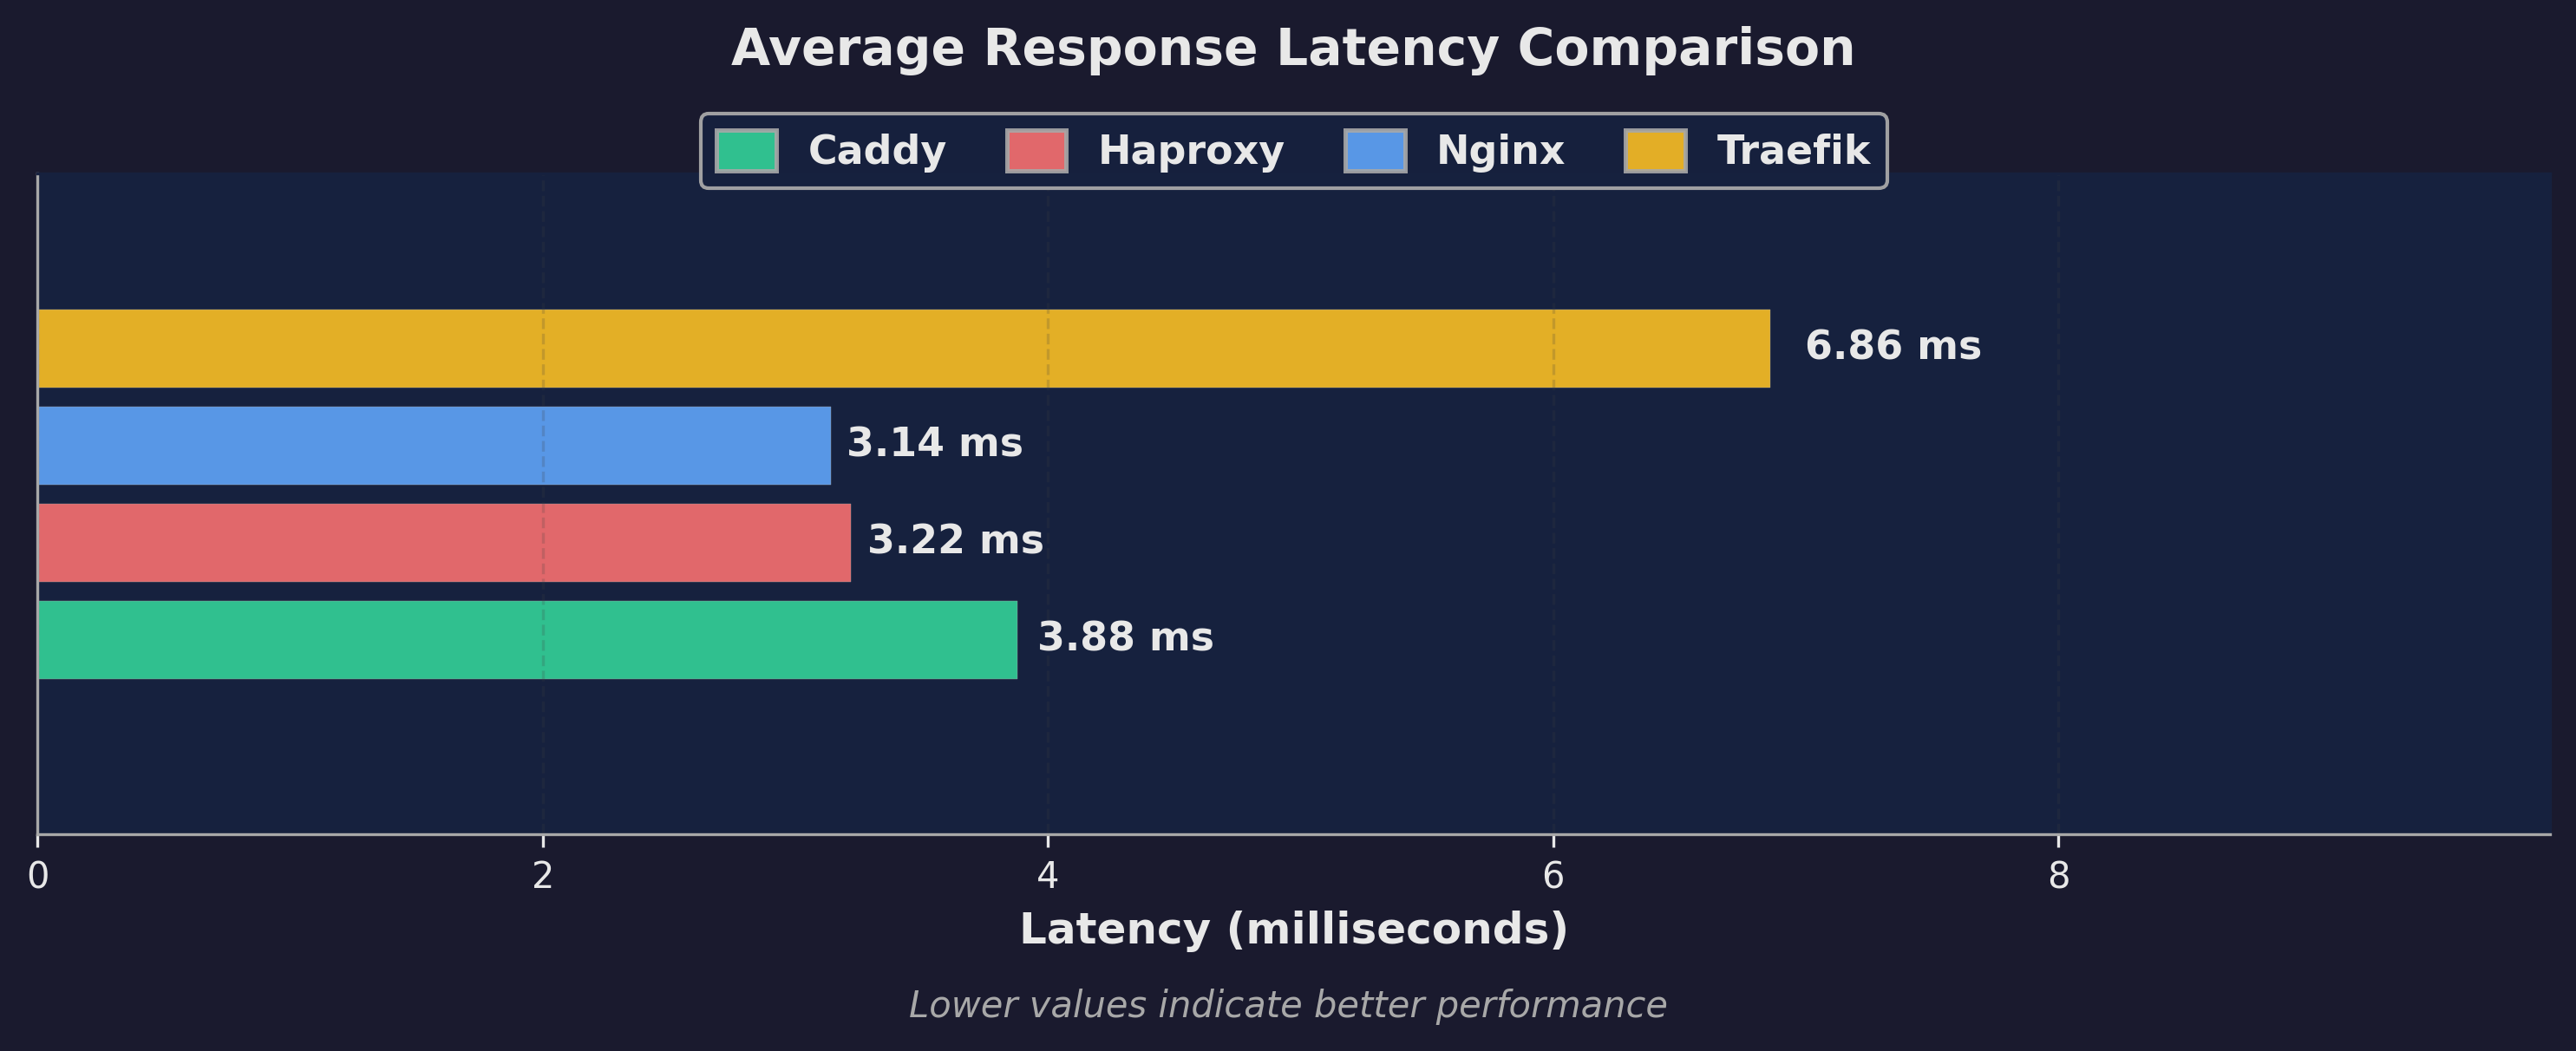 Average Response Latency Comparison
Caddy Haproxy Nginx Traefik
6.86 ms
3.14 ms
3.22 ms
3.88 ms
0 2 4 6 8
Latency (milliseconds)
Lower values indicate better performance